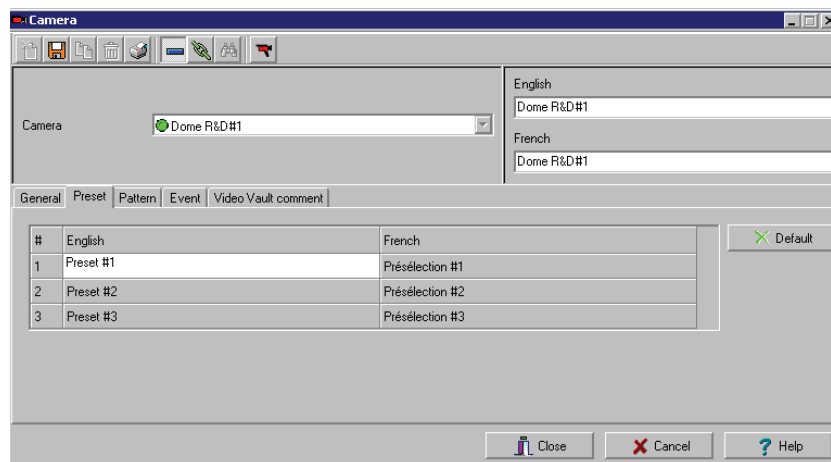 Camera
English
Camera
Dome R&D#1
Dome R&D#1
French
Dome R&D#1
General Preset Pattern Event Video Vault comment
# English French
Default
1 Preset #1 Présélection #1
2 Preset #2 Présélection #2
3 Preset #3 Présélection #3
Close Cancel Help